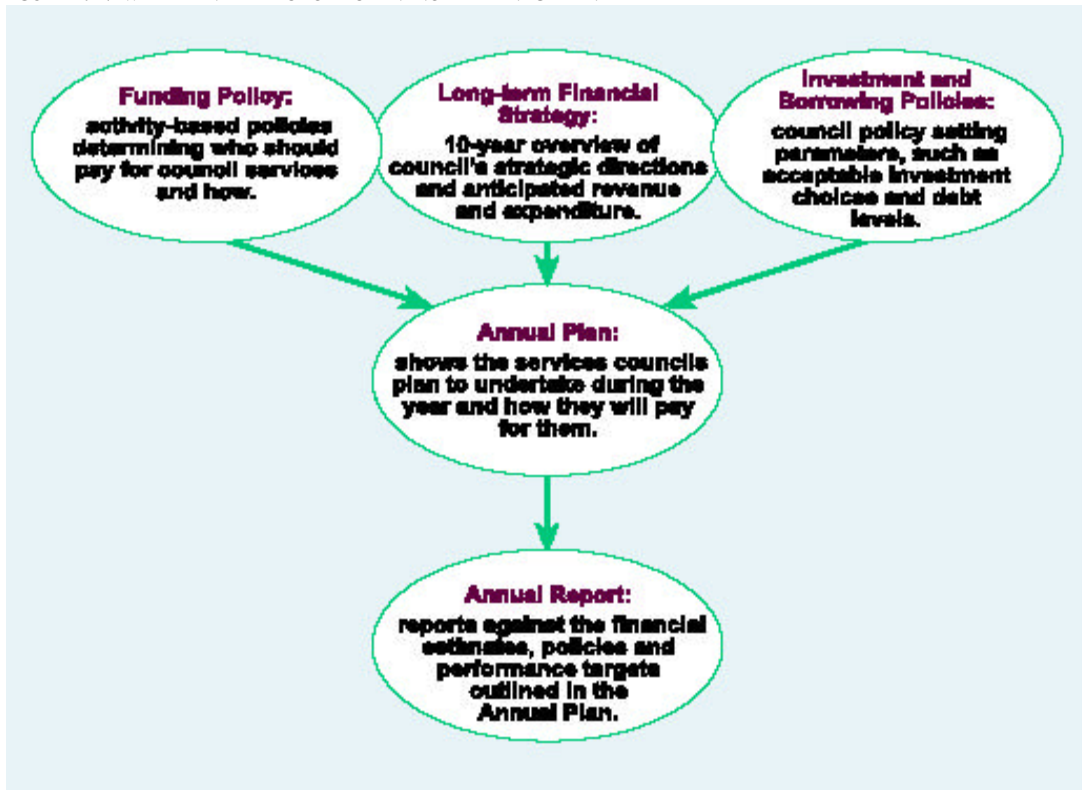 Funding Policy:
activity-based policies
determining who should
pay for council services
and how.
Long-term Financial
Strategy:
10-year overview of
council's strategic directions
and anticipated revenue
and expenditure.
Investment and
Borrowing Policies:
council policy setting
parameters, such as
acceptable investment
choices and debt
levels.
Annual Plan:
shows the services councils
plan to undertake during the
year and how they will pay
for them.
Annual Report:
reports against the financial
estimates, policies and
performance targets
outlined in the
Annual Plan.